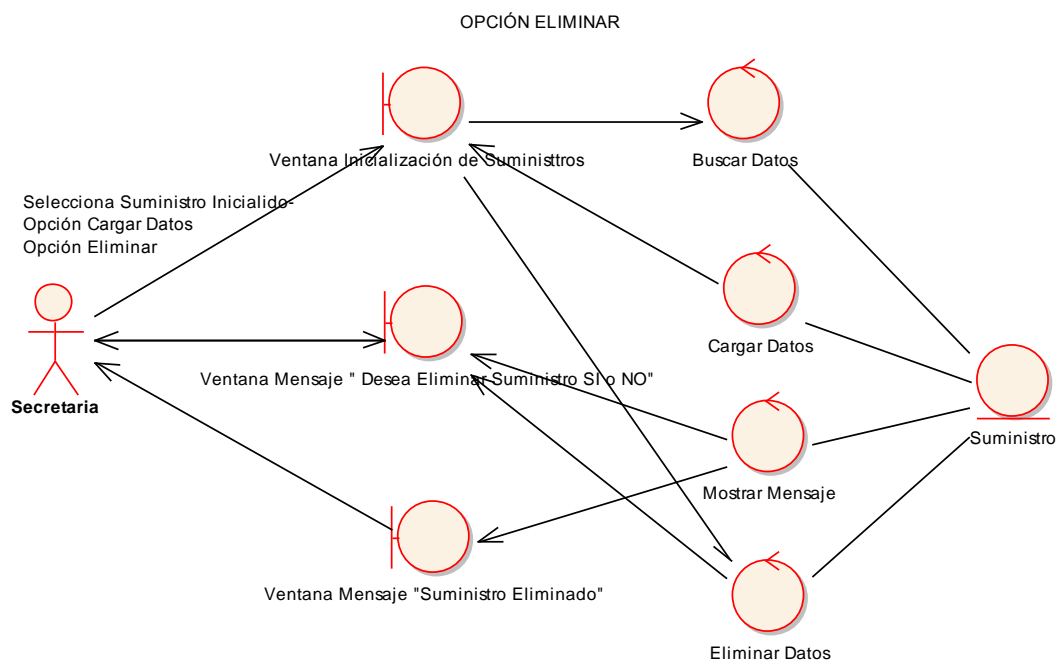 OPCIÓN ELIMINAR
Ventana Inicialización de Suministtros
Buscar Datos
Selecciona Suministro Inicialido-
Opción Cargar Datos
Opción Eliminar
Cargar Datos
Ventana Mensaje " Desea Eliminar Suministro SI o NO"
Secretaria
Suministro
Mostrar Mensaje
Ventana Mensaje "Suministro Eliminado"
Eliminar Datos